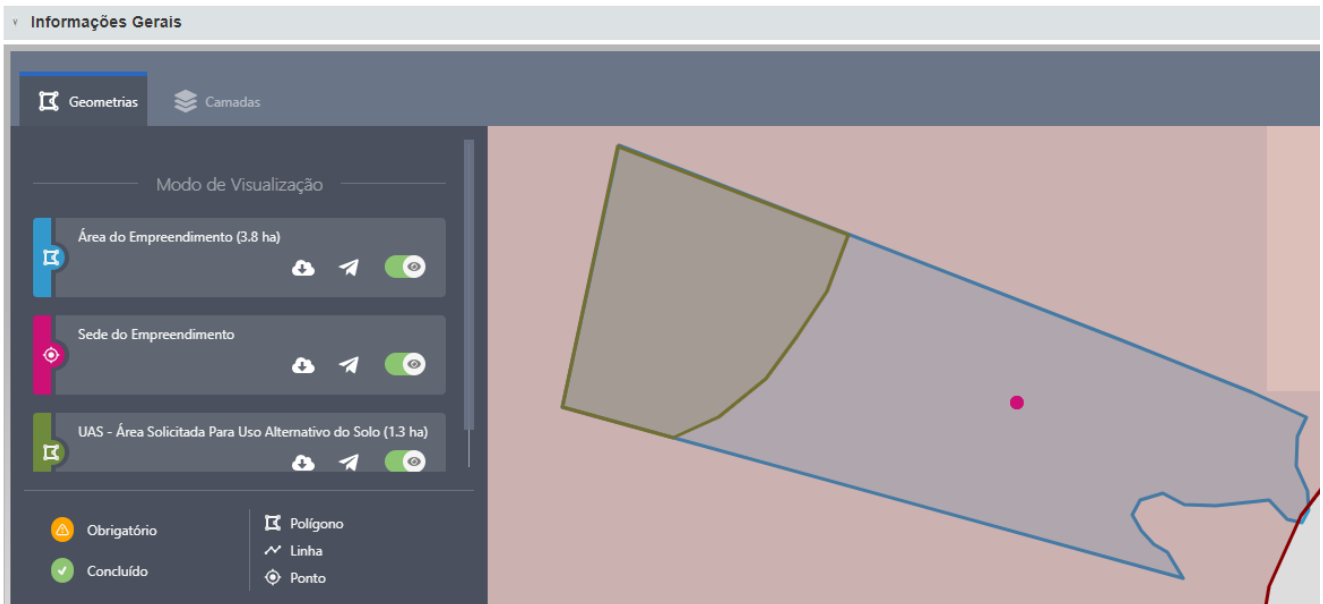 Informações Gerais
Geometrias
Camadas
Modo de Visualização
Área do Empreendimento (3.8 ha)
Sede do Empreendimento
UAS - Área Solicitada Para Uso Alternativo do Solo (1.3 ha)
Obrigatório
Concluído
Polígono
Linha
Ponto